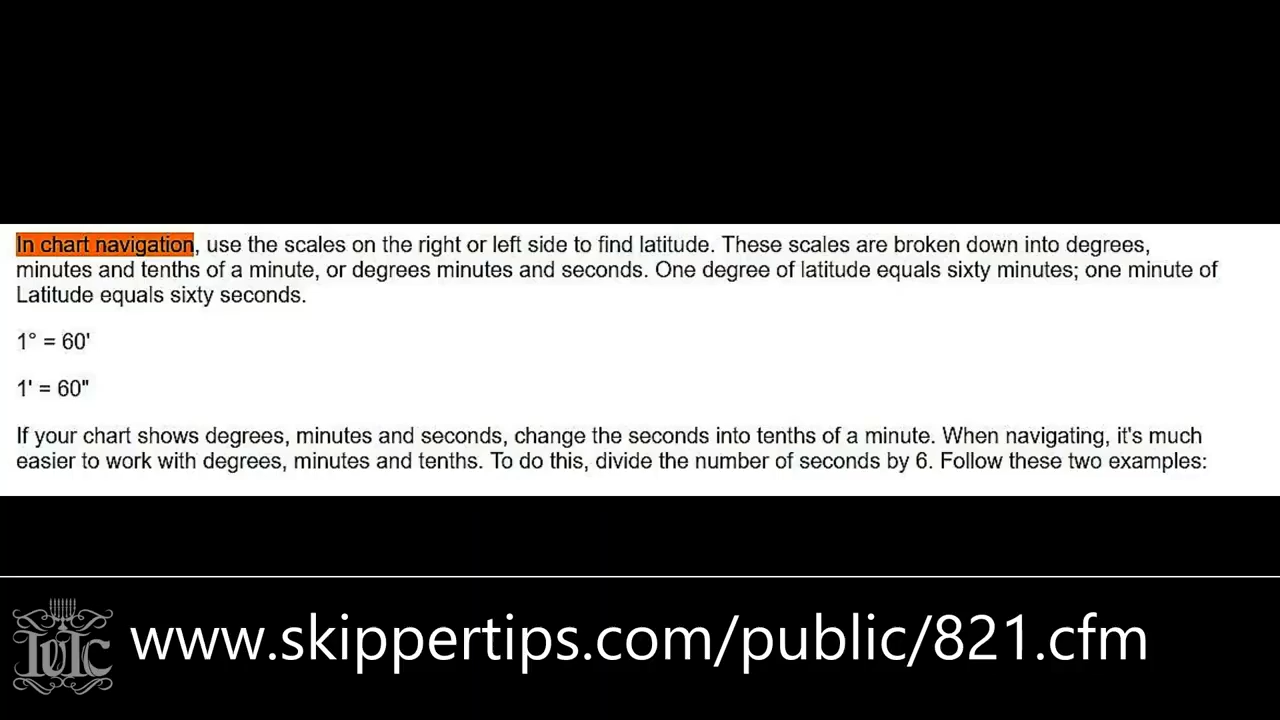 In chart navigation, use the scales on the right or left side to find latitude. These scales are broken down into degrees,
minutes and tenths of a minute, or degrees minutes and seconds. One degree of latitude equals sixty minutes; one minute of
Latitude equals sixty seconds.
1° = 60'
1' = 60"
If your chart shows degrees, minutes and seconds, change the seconds into tenths of a minute. When navigating, it's much
easier to work with degrees, minutes and tenths. To do this, divide the number of seconds by 6. Follow these two examples:
IUIC
www.skippertips.com/public/821.cfm